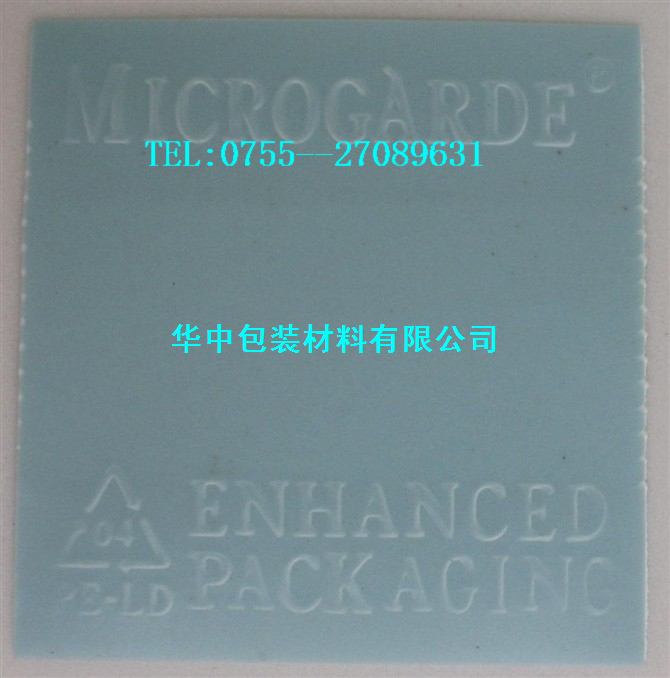 MICROGARDE®
TEL:0755--27089631
华中包装材料有限公司
ENHANCED
04
PACKAGING
PE-LD